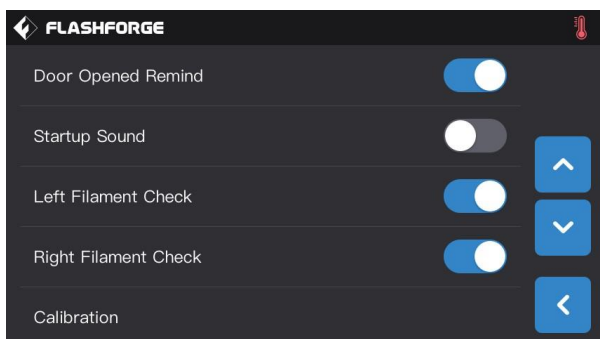 FLASHFORGE
Door Opened Remind
Startup Sound
Left Filament Check
Right Filament Check
Calibration